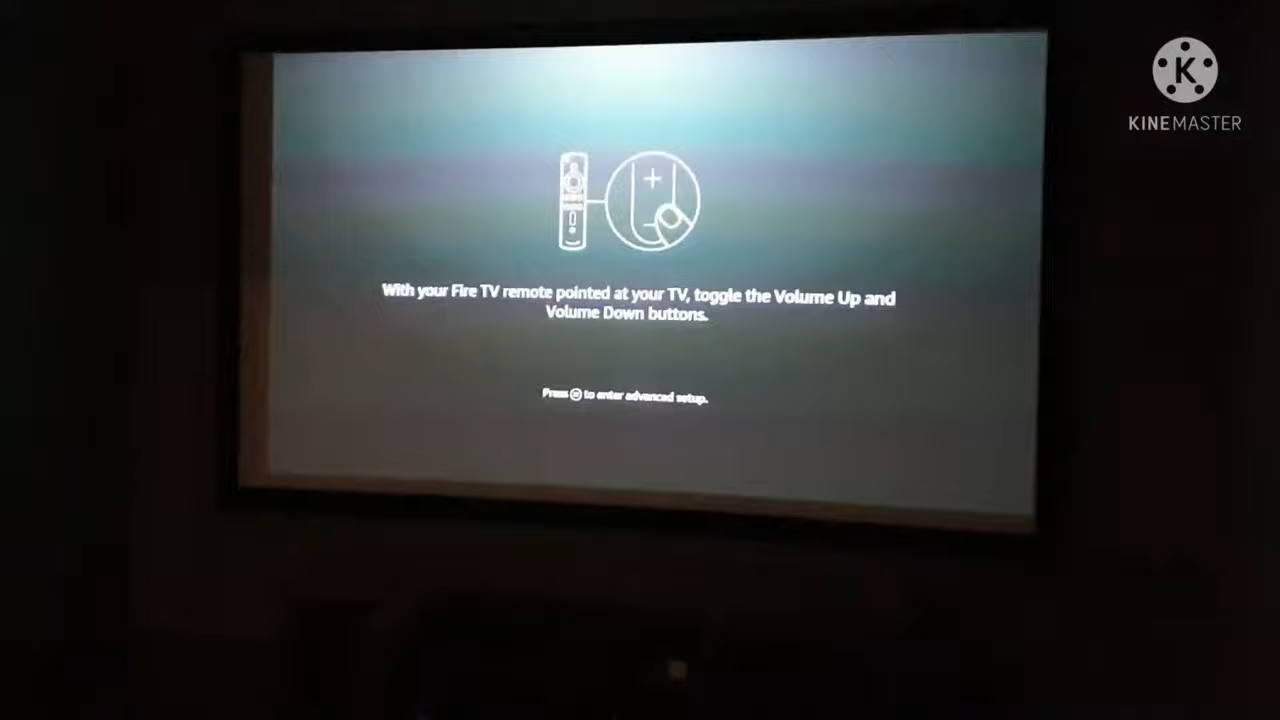 K
KINEMASTER
With your Fire TV remote pointed at your TV, toggle the Volume Up and
Volume Down buttons.
Press to enter advanced setup.